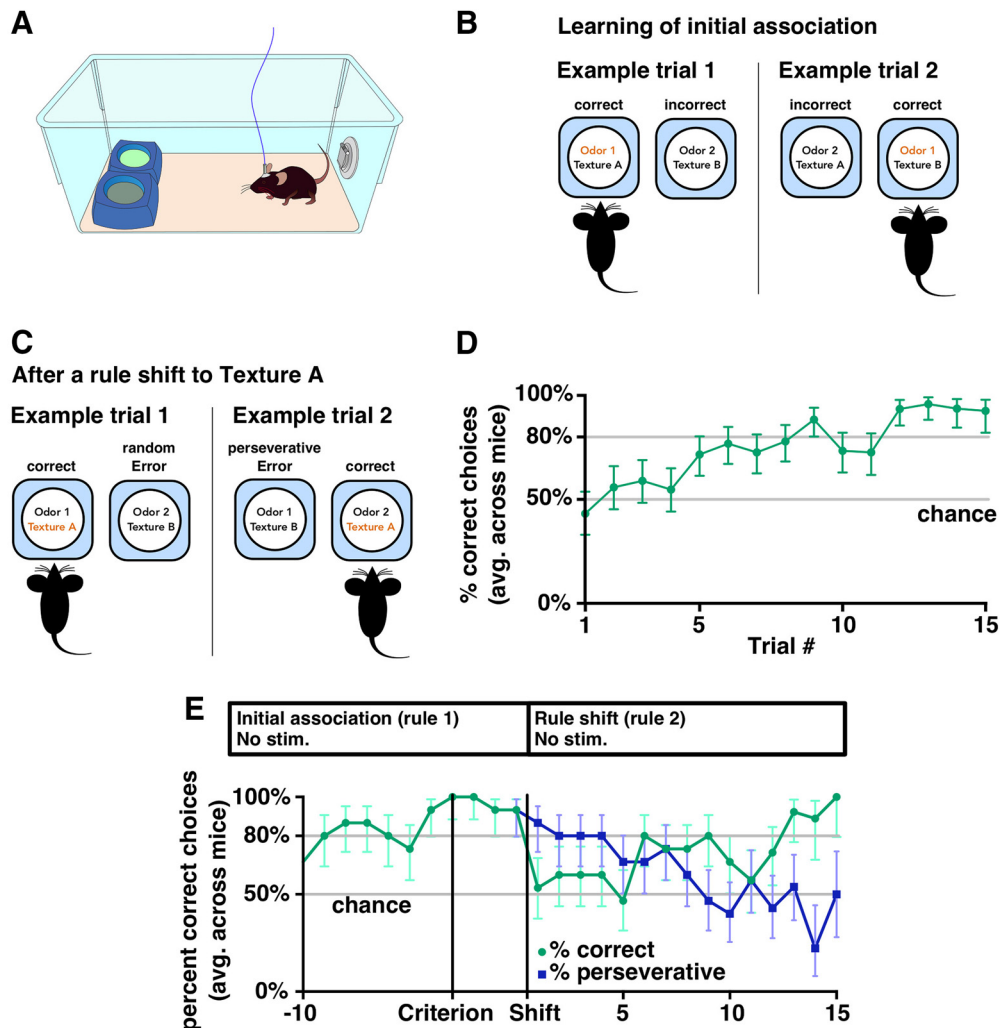 A
B
Learning of initial association
Example trial 1
Example trial 2
correct
incorrect
incorrect
correct
Odor 1
Texture A
Odor 2
Texture B
Odor 2
Texture A
Odor 1
Texture B
C
After a rule shift to Texture A
Example trial 1
Example trial 2
correct
random
Error
perseverative
Error
correct
Odor 1
Texture A
Odor 2
Texture B
Odor 1
Texture B
Odor 2
Texture A
D
% correct choices
(avg. across mice)
100%
80%
50%
0%
chance
1
5
10
15
Trial #
E
Initial association (rule 1)
No stim.
Rule shift (rule 2)
No stim.
percent correct choices
(avg. across mice)
100%
80%
50%
0%
chance
% correct
% perseverative
-10
Criterion
Shift
5
10
15